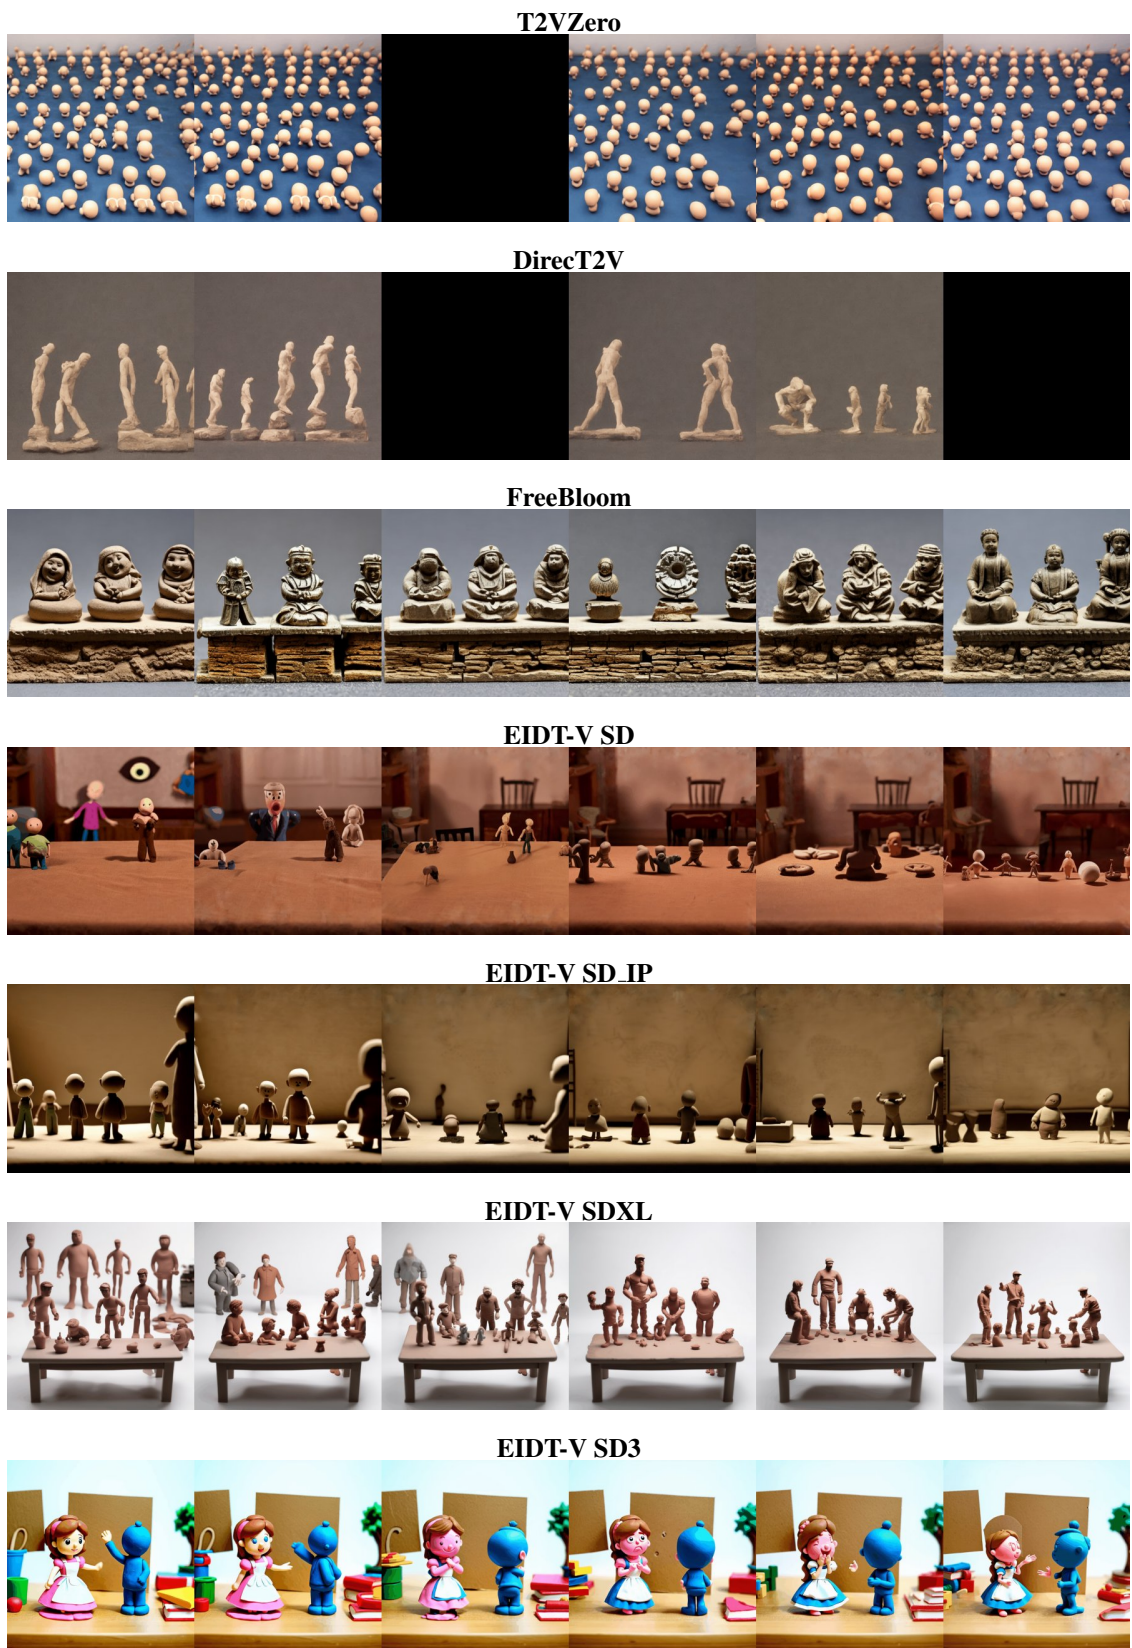 T2VZero
DirecT2V
FreeBloom
EIDT-V SD
EIDT-V SD_IP
EIDT-V SDXL
EIDT-V SD3